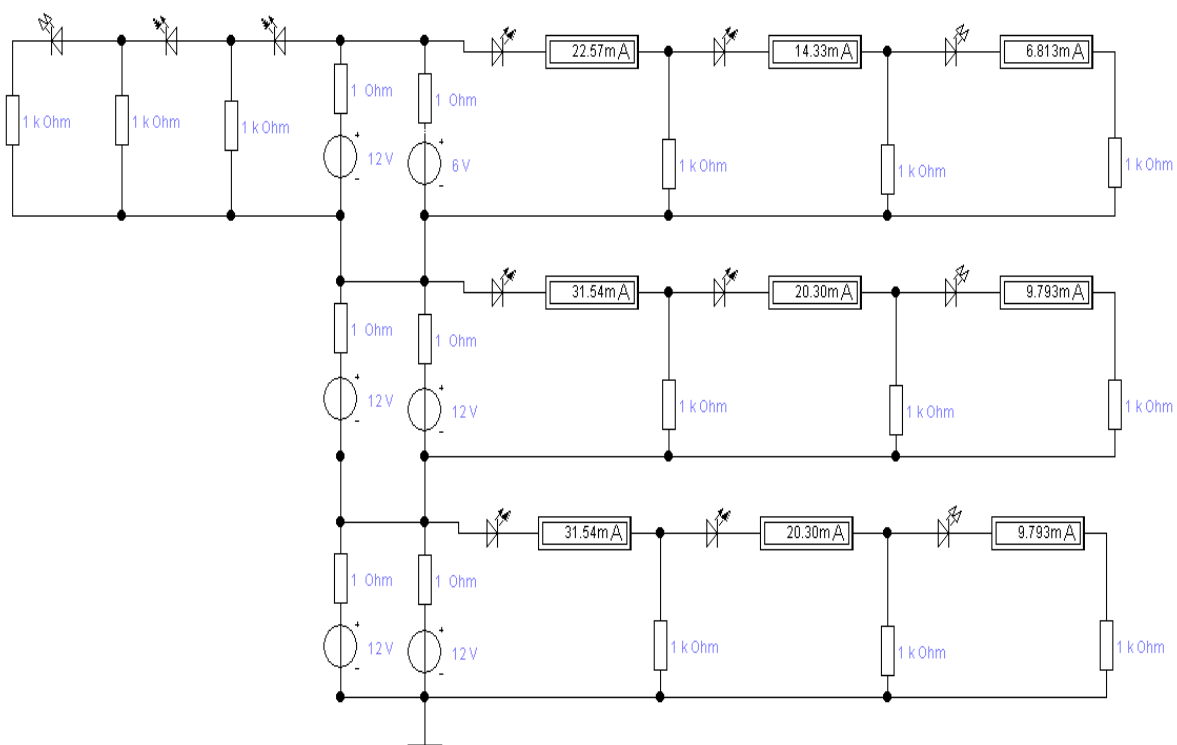 22.57mA
14.33mA
6.813mA
1 Ohm
1 Ohm
1 k Ohm
1 k Ohm
1 k Ohm
12 V
6 V
1 k Ohm
1 k Ohm
1 k Ohm
31.54mA
20.30mA
9.793mA
1 Ohm
1 Ohm
12 V
12 V
1 k Ohm
1 k Ohm
1 k Ohm
31.54mA
20.30mA
9.793mA
1 Ohm
1 Ohm
12 V
12 V
1 k Ohm
1 k Ohm
1 k Ohm